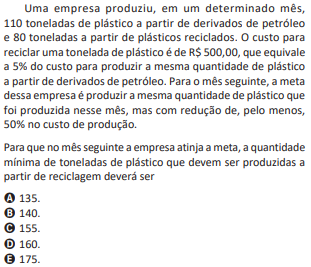 Uma empresa produziu, em um determinado mês,
110 toneladas de plástico a partir de derivados de petróleo
e 80 toneladas a partir de plásticos reciclados. O custo para
reciclar uma tonelada de plástico é de R$ 500,00, que equivale
a 5% do custo para produzir a mesma quantidade de plástico
a partir de derivados de petróleo. Para o mês seguinte, a meta
dessa empresa é produzir a mesma quantidade de plástico que
foi produzida nesse mês, mas com redução de, pelo menos,
50% no custo de produção.
Para que no mês seguinte a empresa atinja a meta, a quantidade
mínima de toneladas de plástico que devem ser produzidas a
partir de reciclagem deverá ser
A 135.
B 140.
C 155.
D 160.
E 175.